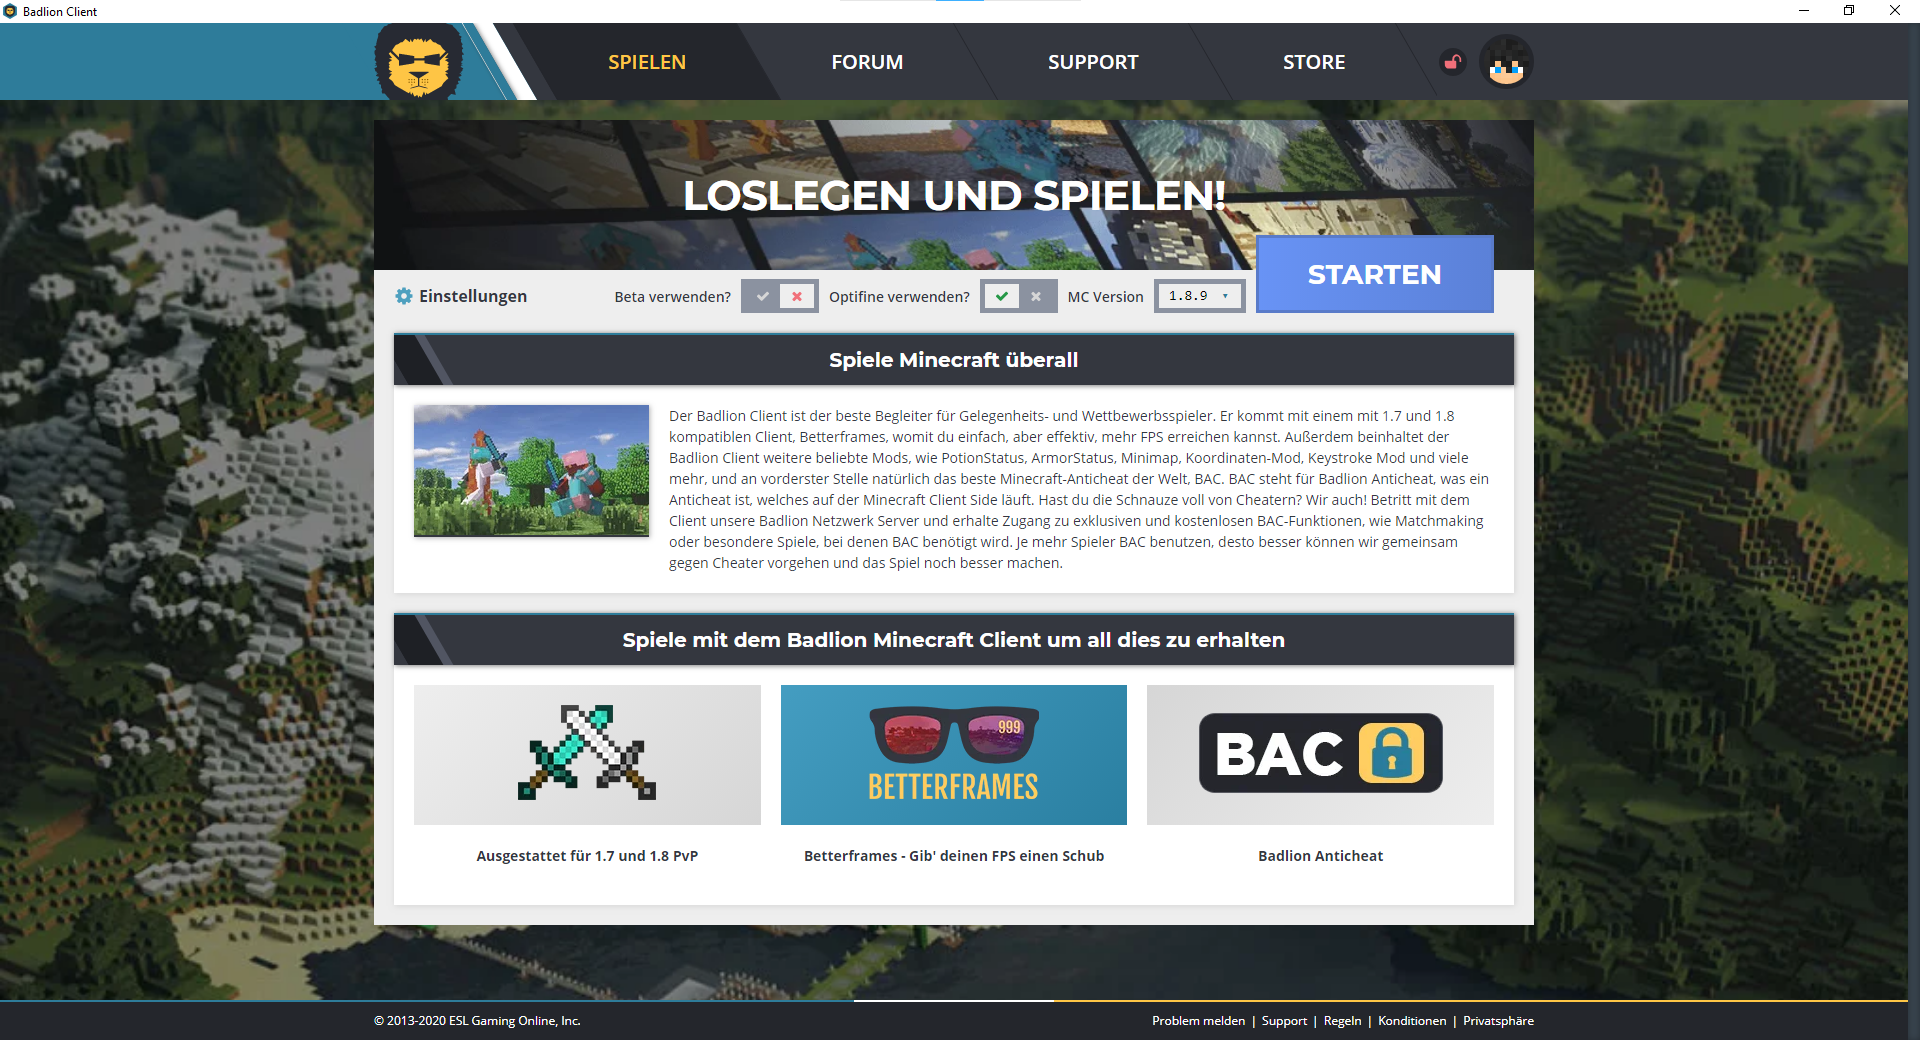 Badlion Client
SPIELEN
FORUM
SUPPORT
STORE
LOSLEGEN UND SPIELEN!
STARTEN
Einstellungen
Beta verwenden?
Optifine verwenden?
MC Version
1.8.9
Spiele Minecraft überall
Der Badlion Client ist der beste Begleiter für Gelegenheits- und Wettbewerbsspieler. Er kommt mit einem mit 1.7 und 1.8
kompatiblen Client, Betterframes, womit du einfach, aber effektiv, mehr FPS erreichen kannst. Außerdem beinhaltet der
Badlion Client weitere beliebte Mods, wie PotionStatus, ArmorStatus, Minimap, Koordinaten-Mod, Keystroke Mod und viele
mehr, und an vorderster Stelle natürlich das beste Minecraft-Anticheat der Welt, BAC. BAC steht für Badlion Anticheat, was ein
Anticheat ist, welches auf der Minecraft Client Side läuft. Hast du die Schnauze voll von Cheatern? Wir auch! Betritt mit dem
Client unsere Badlion Netzwerk Server und erhalte Zugang zu exklusiven und kostenlosen BAC-Funktionen, wie Matchmaking
oder besondere Spiele, bei denen BAC benötigt wird. Je mehr Spieler BAC benutzen, desto besser können wir gemeinsam
gegen Cheater vorgehen und das Spiel noch besser machen.
Spiele mit dem Badlion Minecraft Client um all dies zu erhalten
999
BETTERFRAMES
BAC
Ausgestattet für 1.7 und 1.8 PvP
Betterframes - Gib' deinen FPS einen Schub
Badlion Anticheat
© 2013-2020 ESL Gaming Online, Inc.
Problem melden | Support | Regeln | Konditionen | Privatsphäre